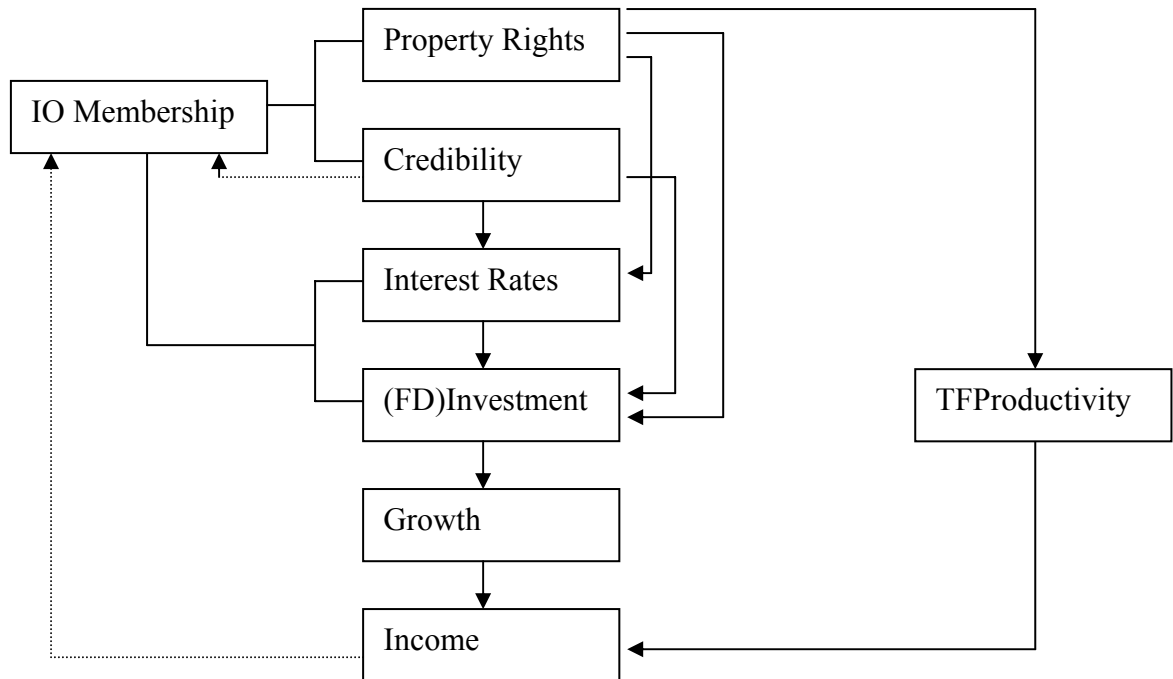 Property Rights
IO Membership
Credibility
Interest Rates
(FD)Investment
TFProductivity
Growth
Income